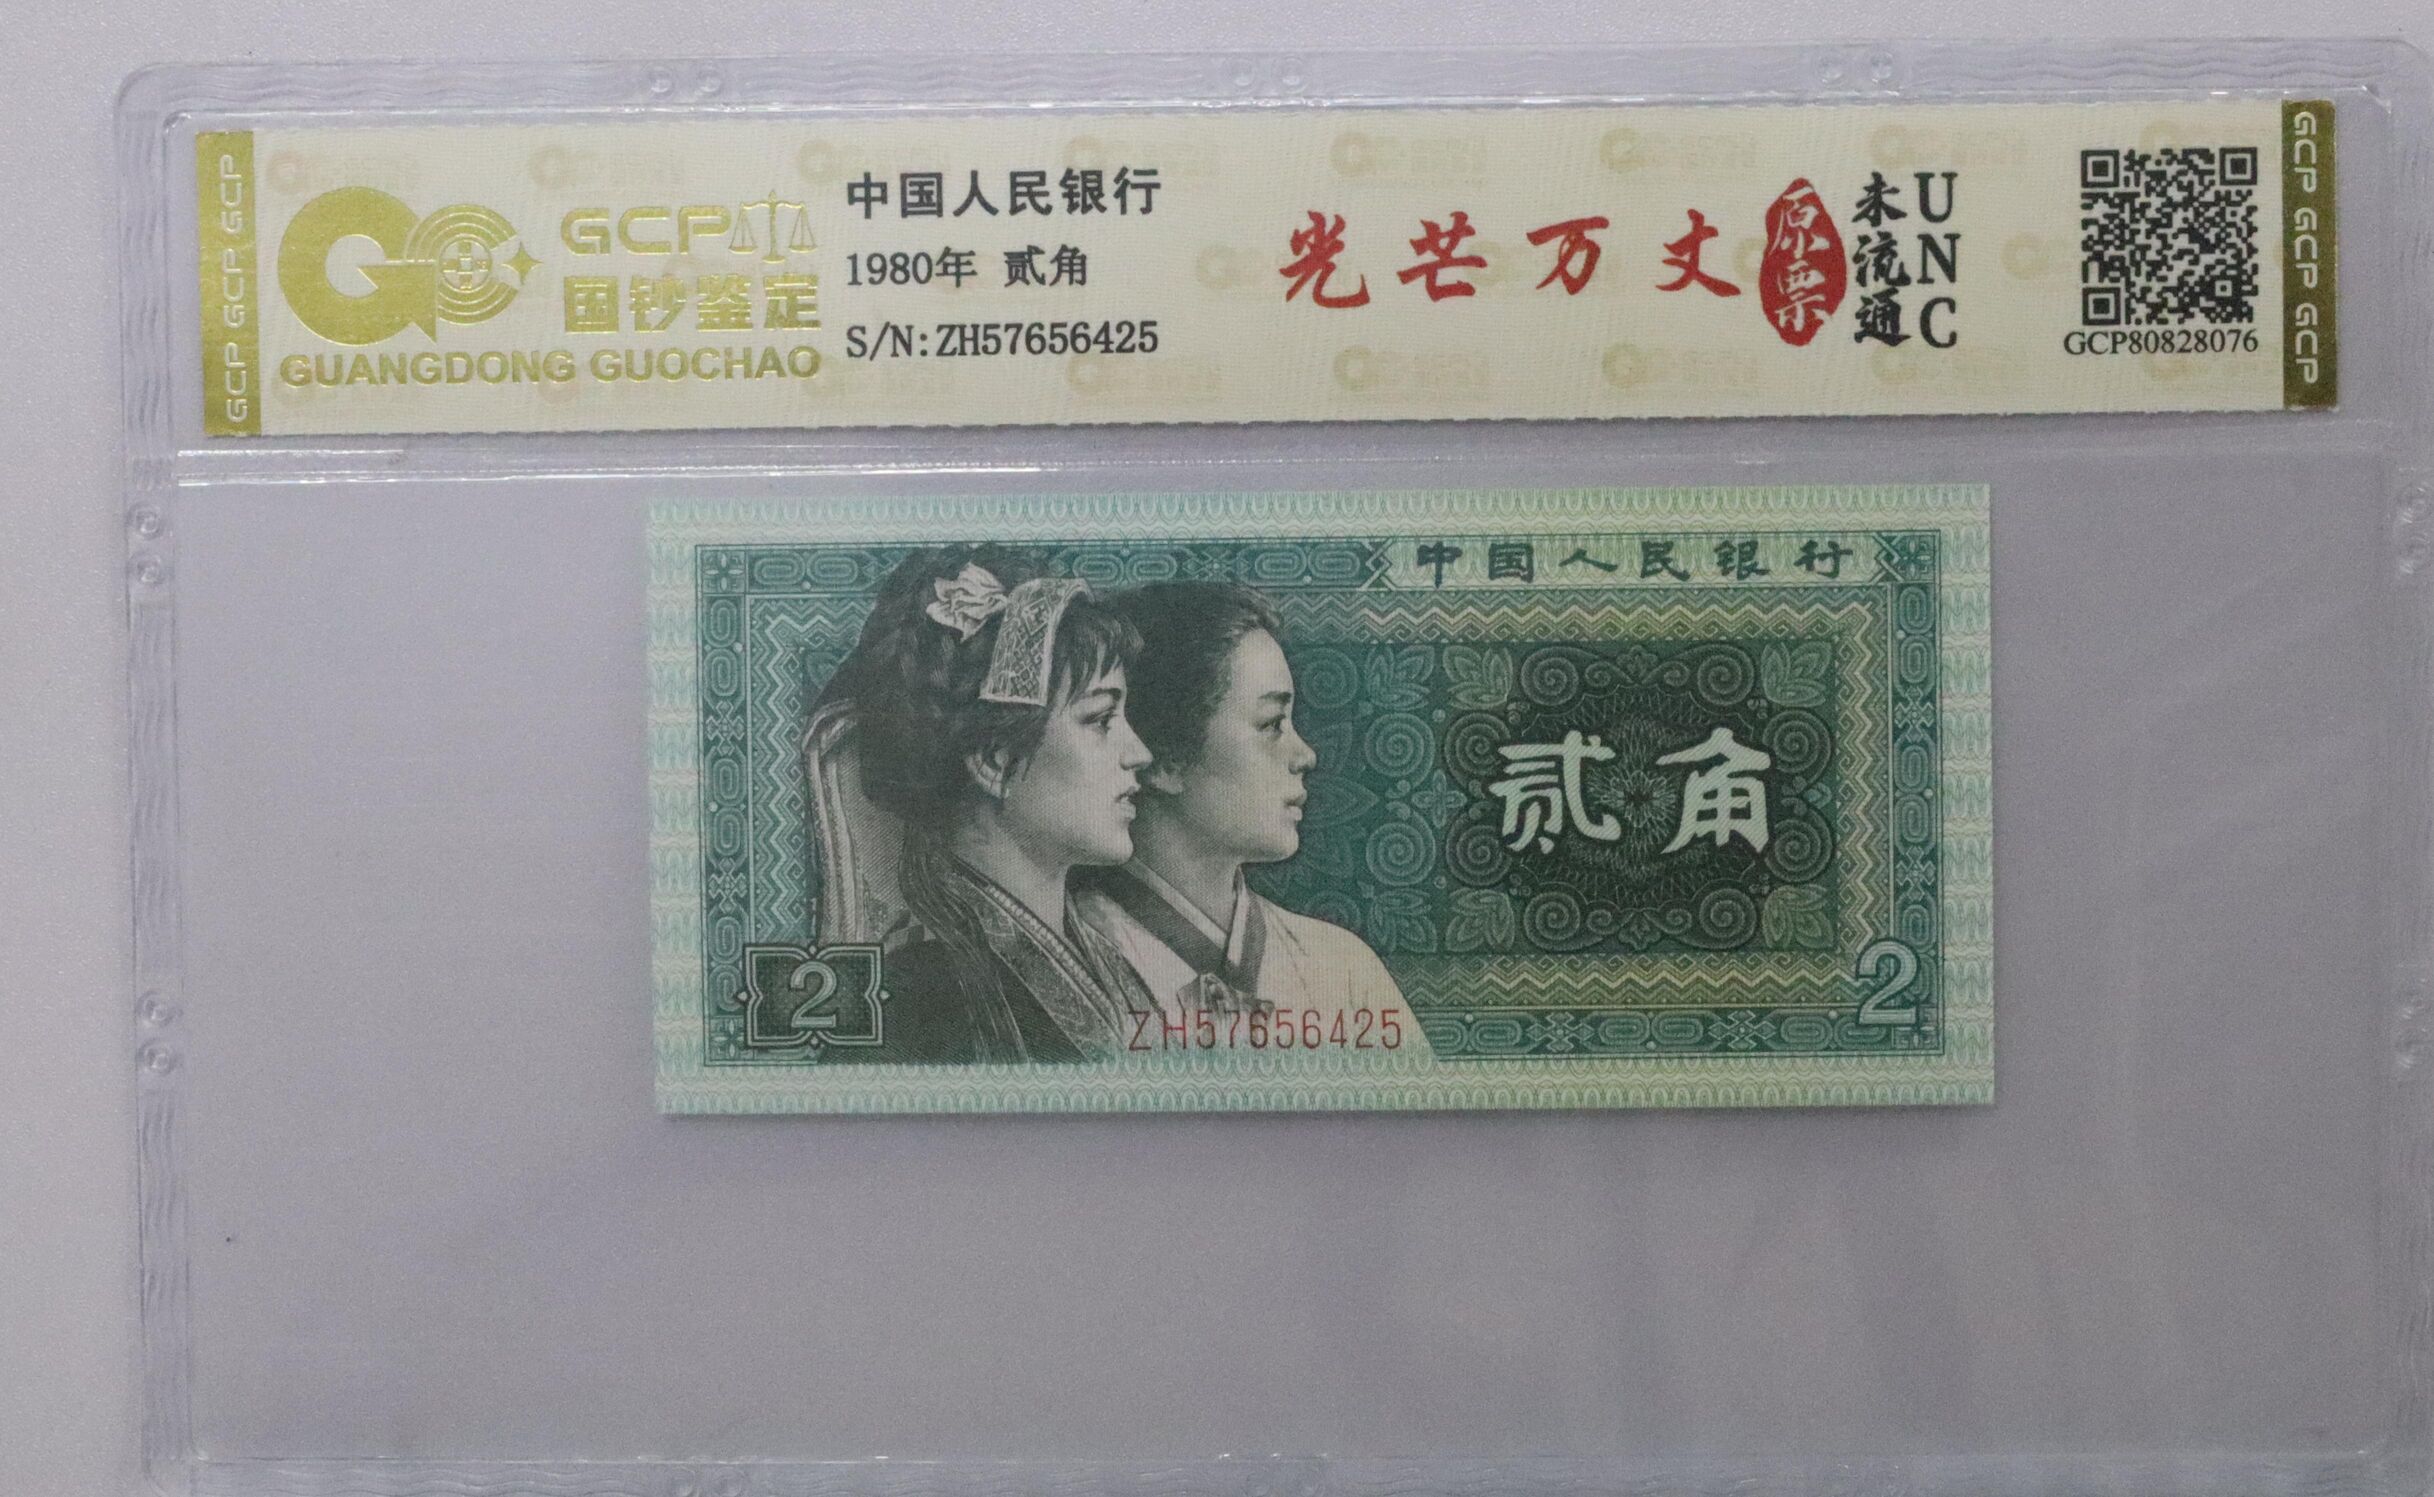 GCP GCP GCP
GCP
国钞鉴定
GUANGDONG GUOCHAO
中国人民银行
1980年 贰角
S/N:ZH57656425
光芒万丈
原票
未流通
UNC
GCP80828076
GCP GCP GCP
中国人民银行
贰角
2
ZH57656425
2